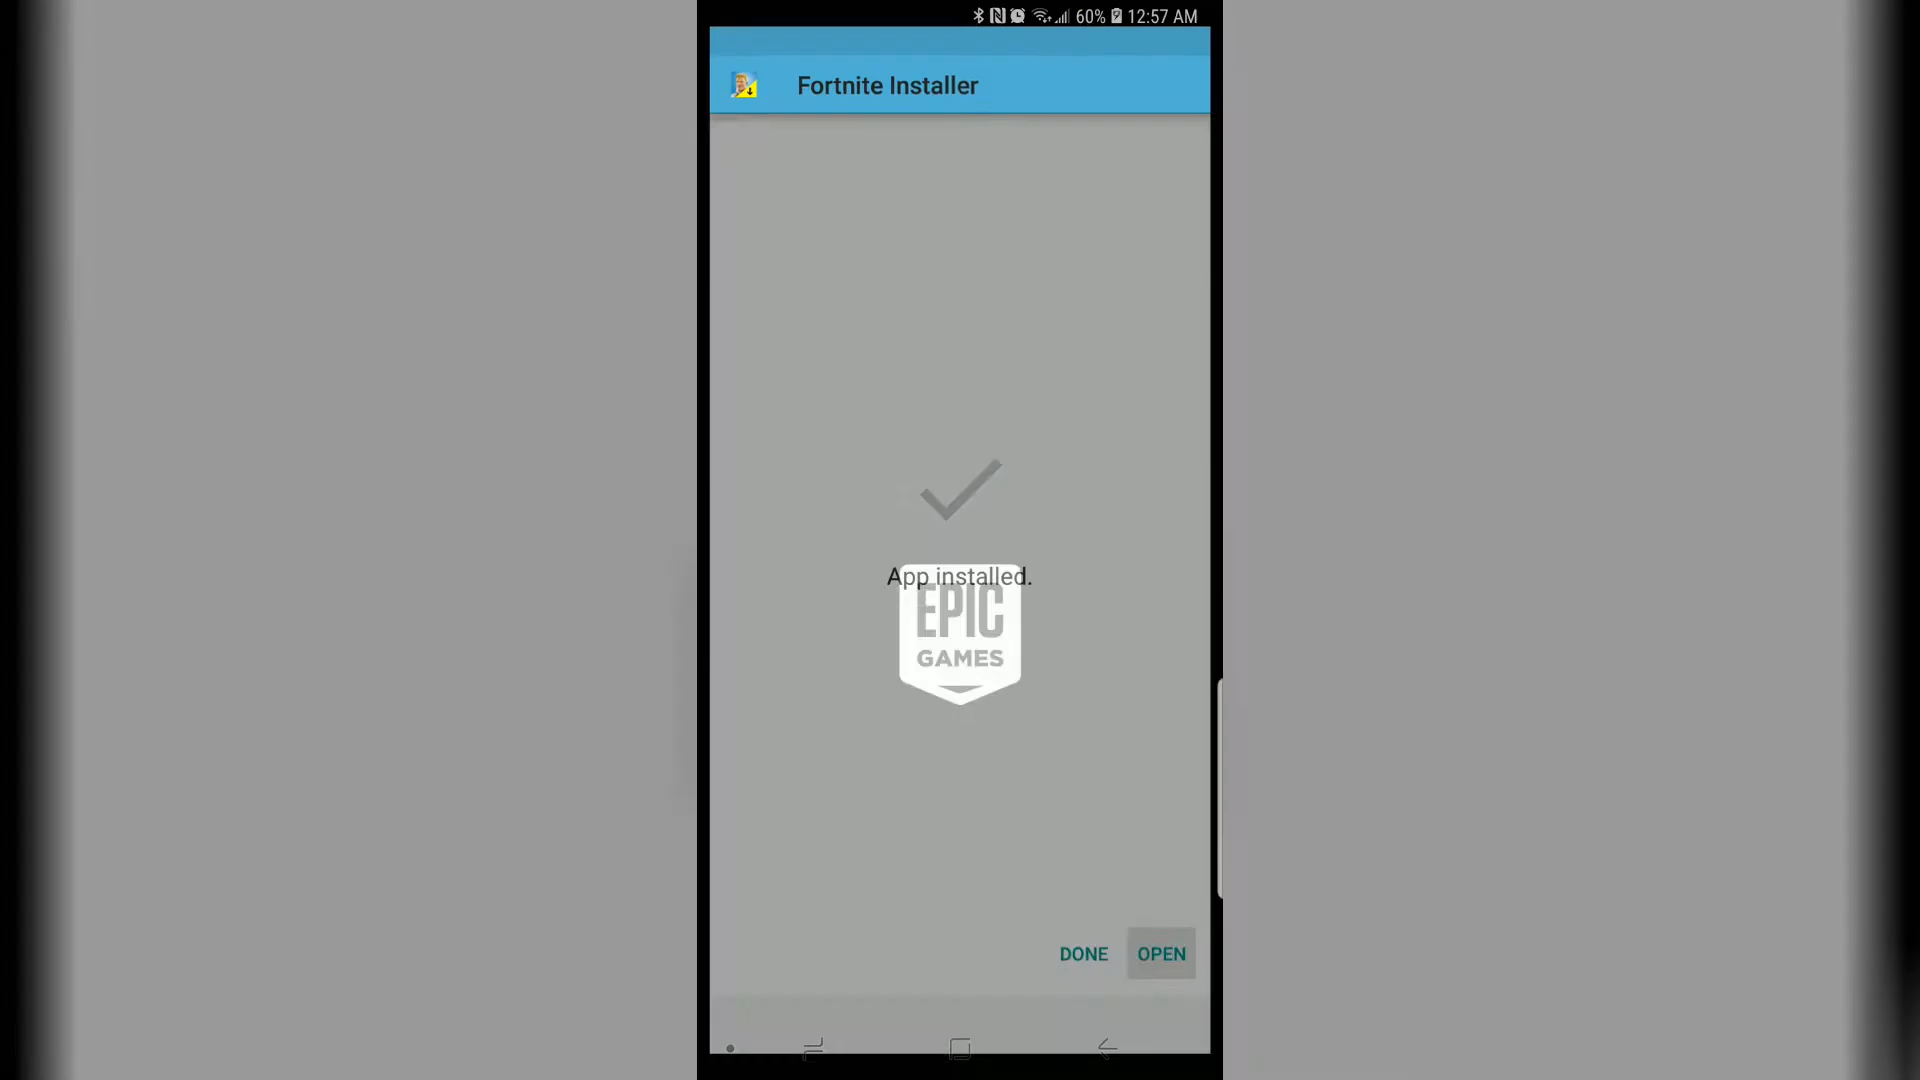 60% 12:57 AM
Fortnite Installer
App installed.
EPIC
GAMES
DONE OPEN